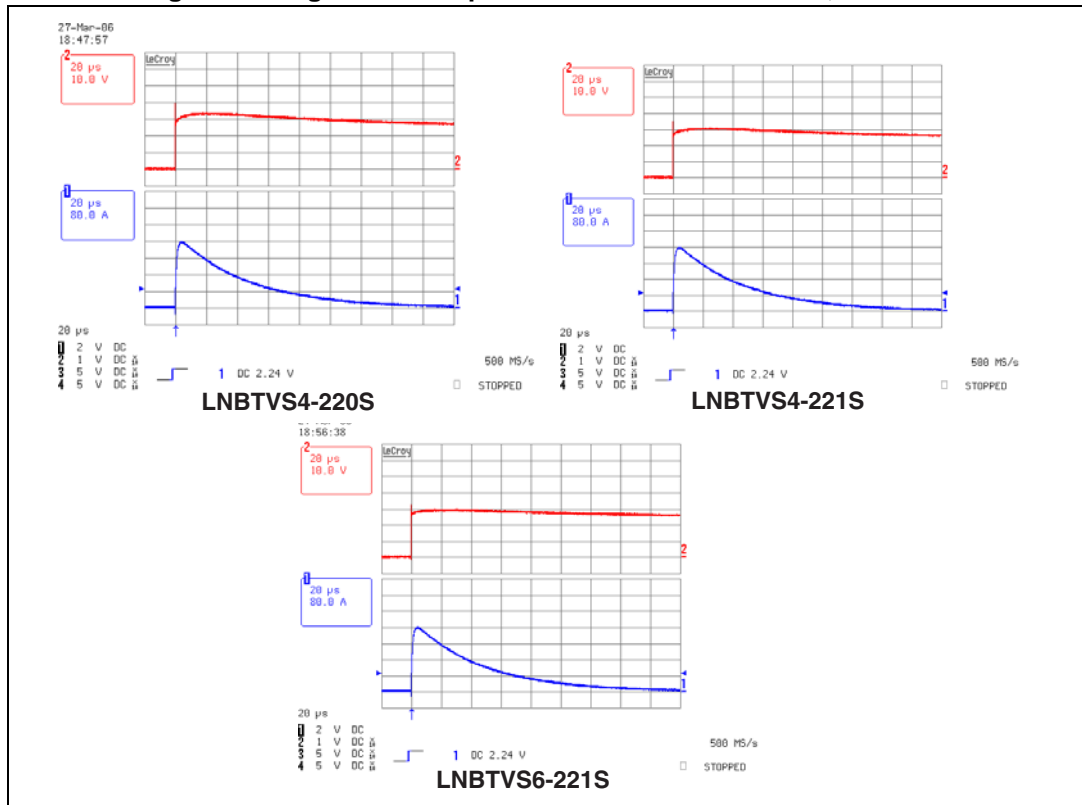 27-Mar-06
18:47:57
2
20 µs
10.0 V
LeCroy
2
1
20 µs
80.0 A
1
20 µs
1 2 V DC
2 1 V DC
3 5 V DC
4 5 V DC
1 DC 2.24 V
500 MS/s
STOPPED
LNBTVS4-220S
2
20 µs
10.0 V
LeCroy
2
1
20 µs
80.0 A
1
20 µs
1 2 V DC
2 1 V DC
3 5 V DC
4 5 V DC
1 DC 2.24 V
500 MS/s
STOPPED
LNBTVS4-221S
18:56:38
2
20 µs
10.0 V
LeCroy
2
1
20 µs
80.0 A
1
20 µs
1 2 V DC
2 1 V DC
3 5 V DC
4 5 V DC
1 DC 2.24 V
500 MS/s
STOPPED
LNBTVS6-221S